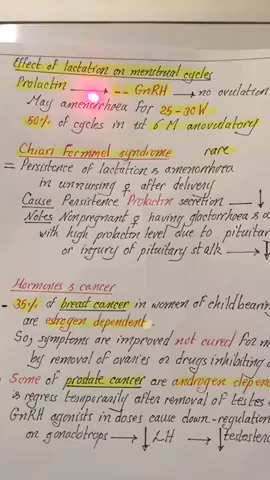 Effect of lactation on menstrual cycles
Prolactin → -- GnRH → no ovulation
May amenorrhoea for 25-30 W
50% of cycles in 1st 6 M anovulatory
Chiari Formmel syndrome rare
= Persistence of lactation & amenorrhoea
in unnursing ♀ after delivery
Cause Persistence Prolactin secretion → ↓
Notes Nonpregnant ♀ having glactorrhoea &
with high prolacter level due to pituitar
or injury of pituitary stalk → ↓
Hormones & cancer
- 35% of breast cancer in women of childbearin
are estrogen dependent.
So, symptoms are improved not cured for
by removal of ovaries or drugs inhibiting
Some of prostate cancer are androgen depen
is regress temporarily after removal of testes
GnRH agonists in doses cause down-regulation
on gonadotrops → ↓ LH → ↓ testoste